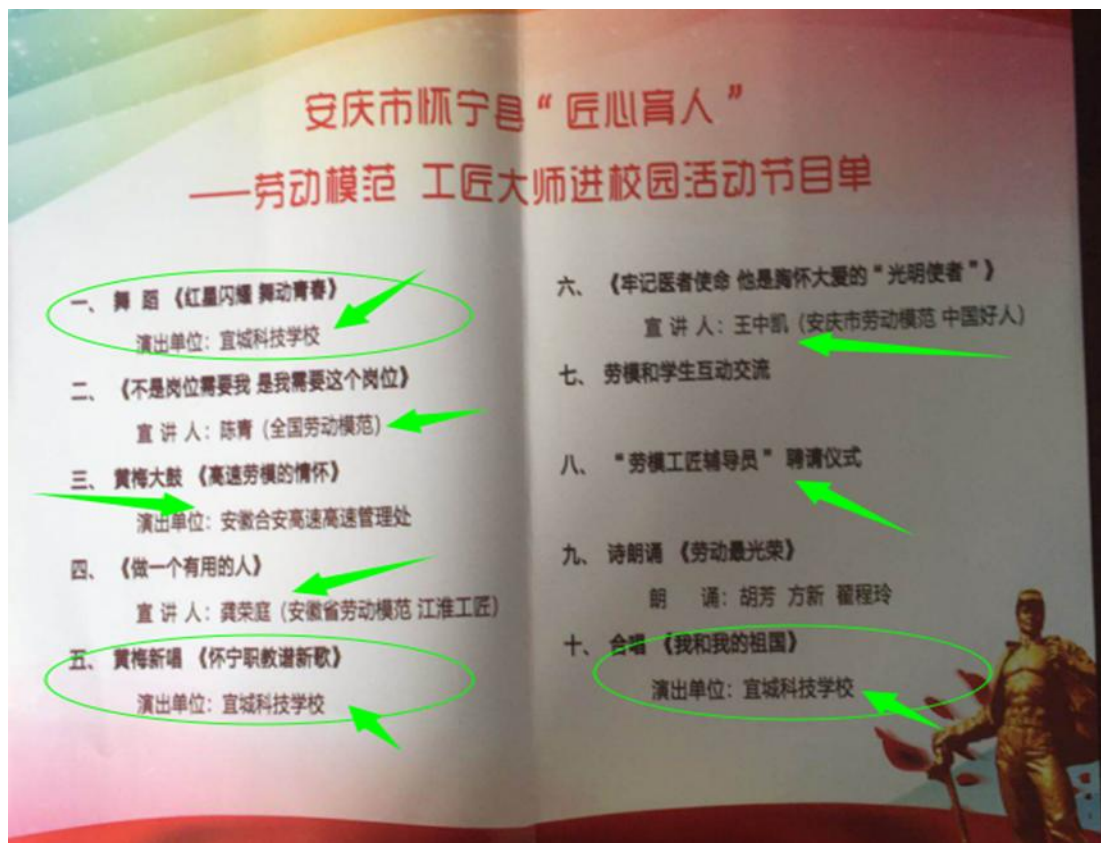 安庆市怀宁县“匠心育人”
——劳动模范 工匠大师进校园活动节目单
一、 舞 蹈 《红星闪耀 舞动青春》
演出单位：宜城科技学校
二、 《不是岗位需要我 是我需要这个岗位》
宣 讲 人：陈青（全国劳动模范）
三、 黄梅大鼓 《高速劳模的情怀》
演出单位：安徽合安高速高速管理处
四、 《做一个有用的人》
宣 讲 人：龚荣庭（安徽省劳动模范 江淮工匠）
五、 黄梅新唱 《怀宁职教谱新歌》
演出单位：宜城科技学校
六、 《牢记医者使命 他是胸怀大爱的“光明使者”》
宣 讲 人：王中凯（安庆市劳动模范 中国好人）
七、 劳模和学生互动交流
八、 “劳模工匠辅导员” 聘请仪式
九、 诗朗诵 《劳动最光荣》
朗 诵：胡芳 方新 翟程玲
十、 合唱 《我和我的祖国》
演出单位：宜城科技学校